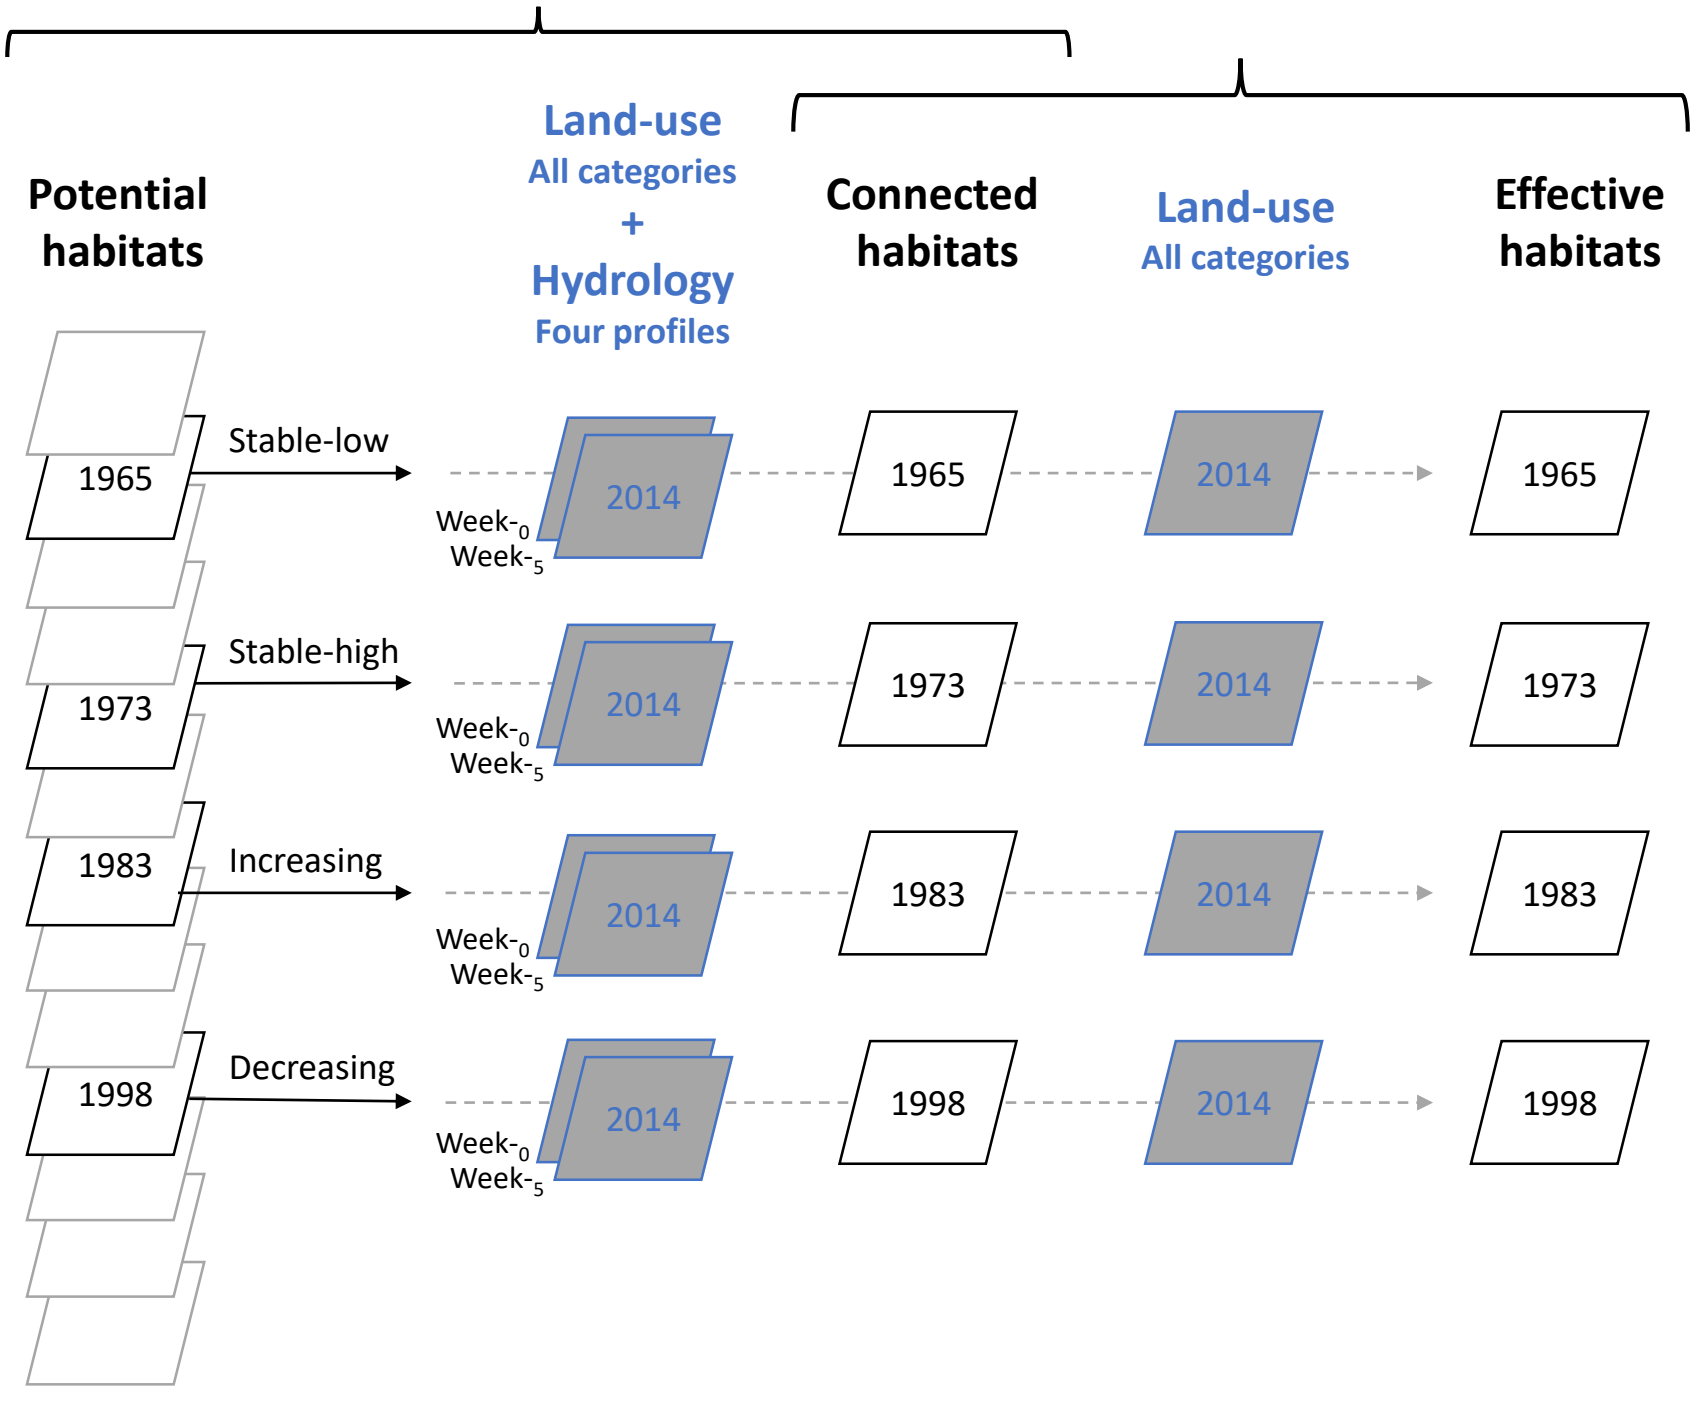 Land-use
All categories
+
Hydrology
Four profiles
Potential
habitats
Connected
habitats
Land-use
All categories
Effective
habitats
1965
Stable-low
2014
Week-0
Week-5
1965
2014
1965
1973
Stable-high
2014
Week-0
Week-5
1973
2014
1973
1983
Increasing
2014
Week-0
Week-5
1983
2014
1983
1998
Decreasing
2014
Week-0
Week-5
1998
2014
1998